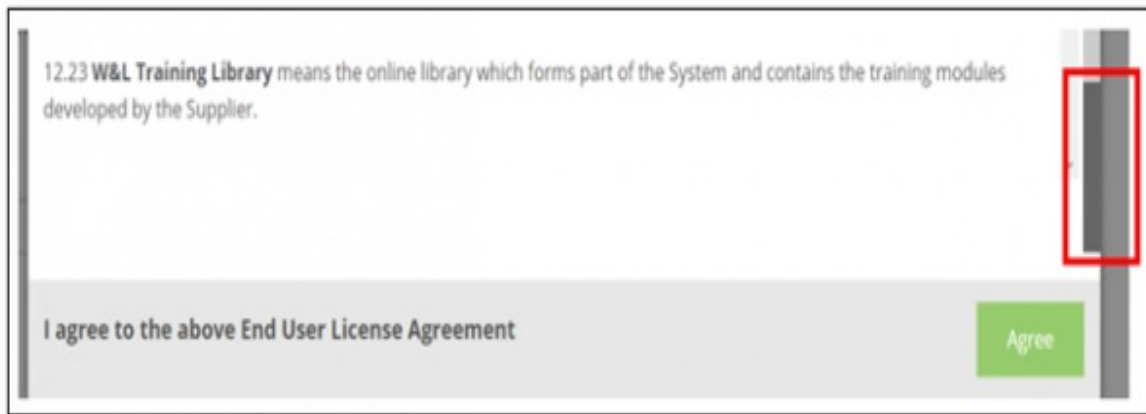 12.23 W&L Training Library means the online library which forms part of the System and contains the training modules
developed by the Supplier.
I agree to the above End User License Agreement
Agree